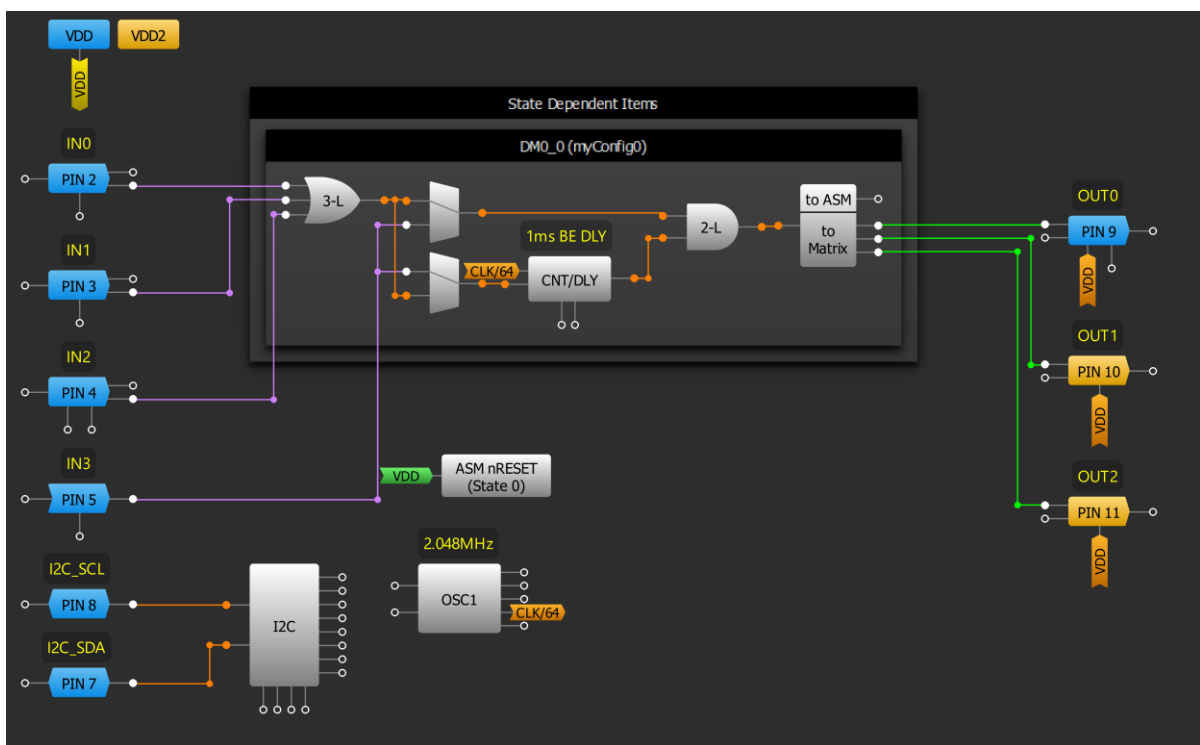 VDD
VDD2
VDD
State Dependent Items
DM0_0 (myConfig0)
IN0
PIN 2
3-L
to ASM
to
Matrix
OUT0
PIN 9
VDD
2-L
1ms BE DLY
CLK/64
CNT/DLY
IN1
PIN 3
OUT1
PIN 10
VDD
IN2
PIN 4
IN3
PIN 5
VDD
ASM nRESET
(State 0)
OUT2
PIN 11
VDD
I2C_SCL
PIN 8
I2C
2.048MHz
OSC1
CLK/64
I2C_SDA
PIN 7